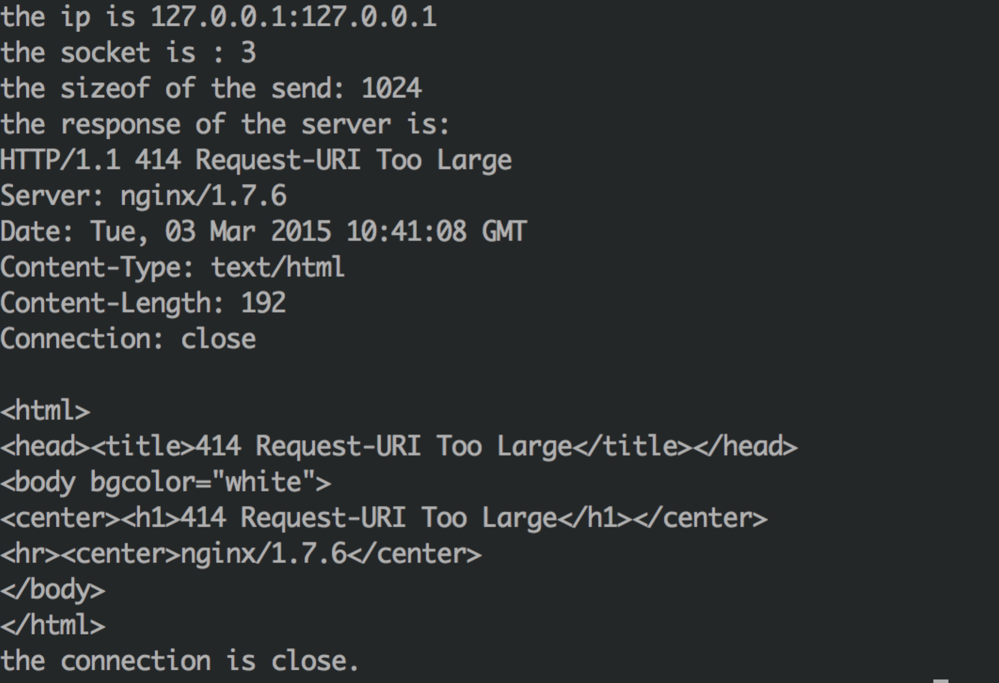 the ip is 127.0.0.1:127.0.0.1
the socket is : 3
the sizeof of the send: 1024
the response of the server is:
HTTP/1.1 414 Request-URI Too Large
Server: nginx/1.7.6
Date: Tue, 03 Mar 2015 10:41:08 GMT
Content-Type: text/html
Content-Length: 192
Connection: close

<html>
<head><title>414 Request-URI Too Large</title></head>
<body bgcolor="white">
<center><h1>414 Request-URI Too Large</h1></center>
<hr><center>nginx/1.7.6</center>
</body>
</html>
the connection is close.